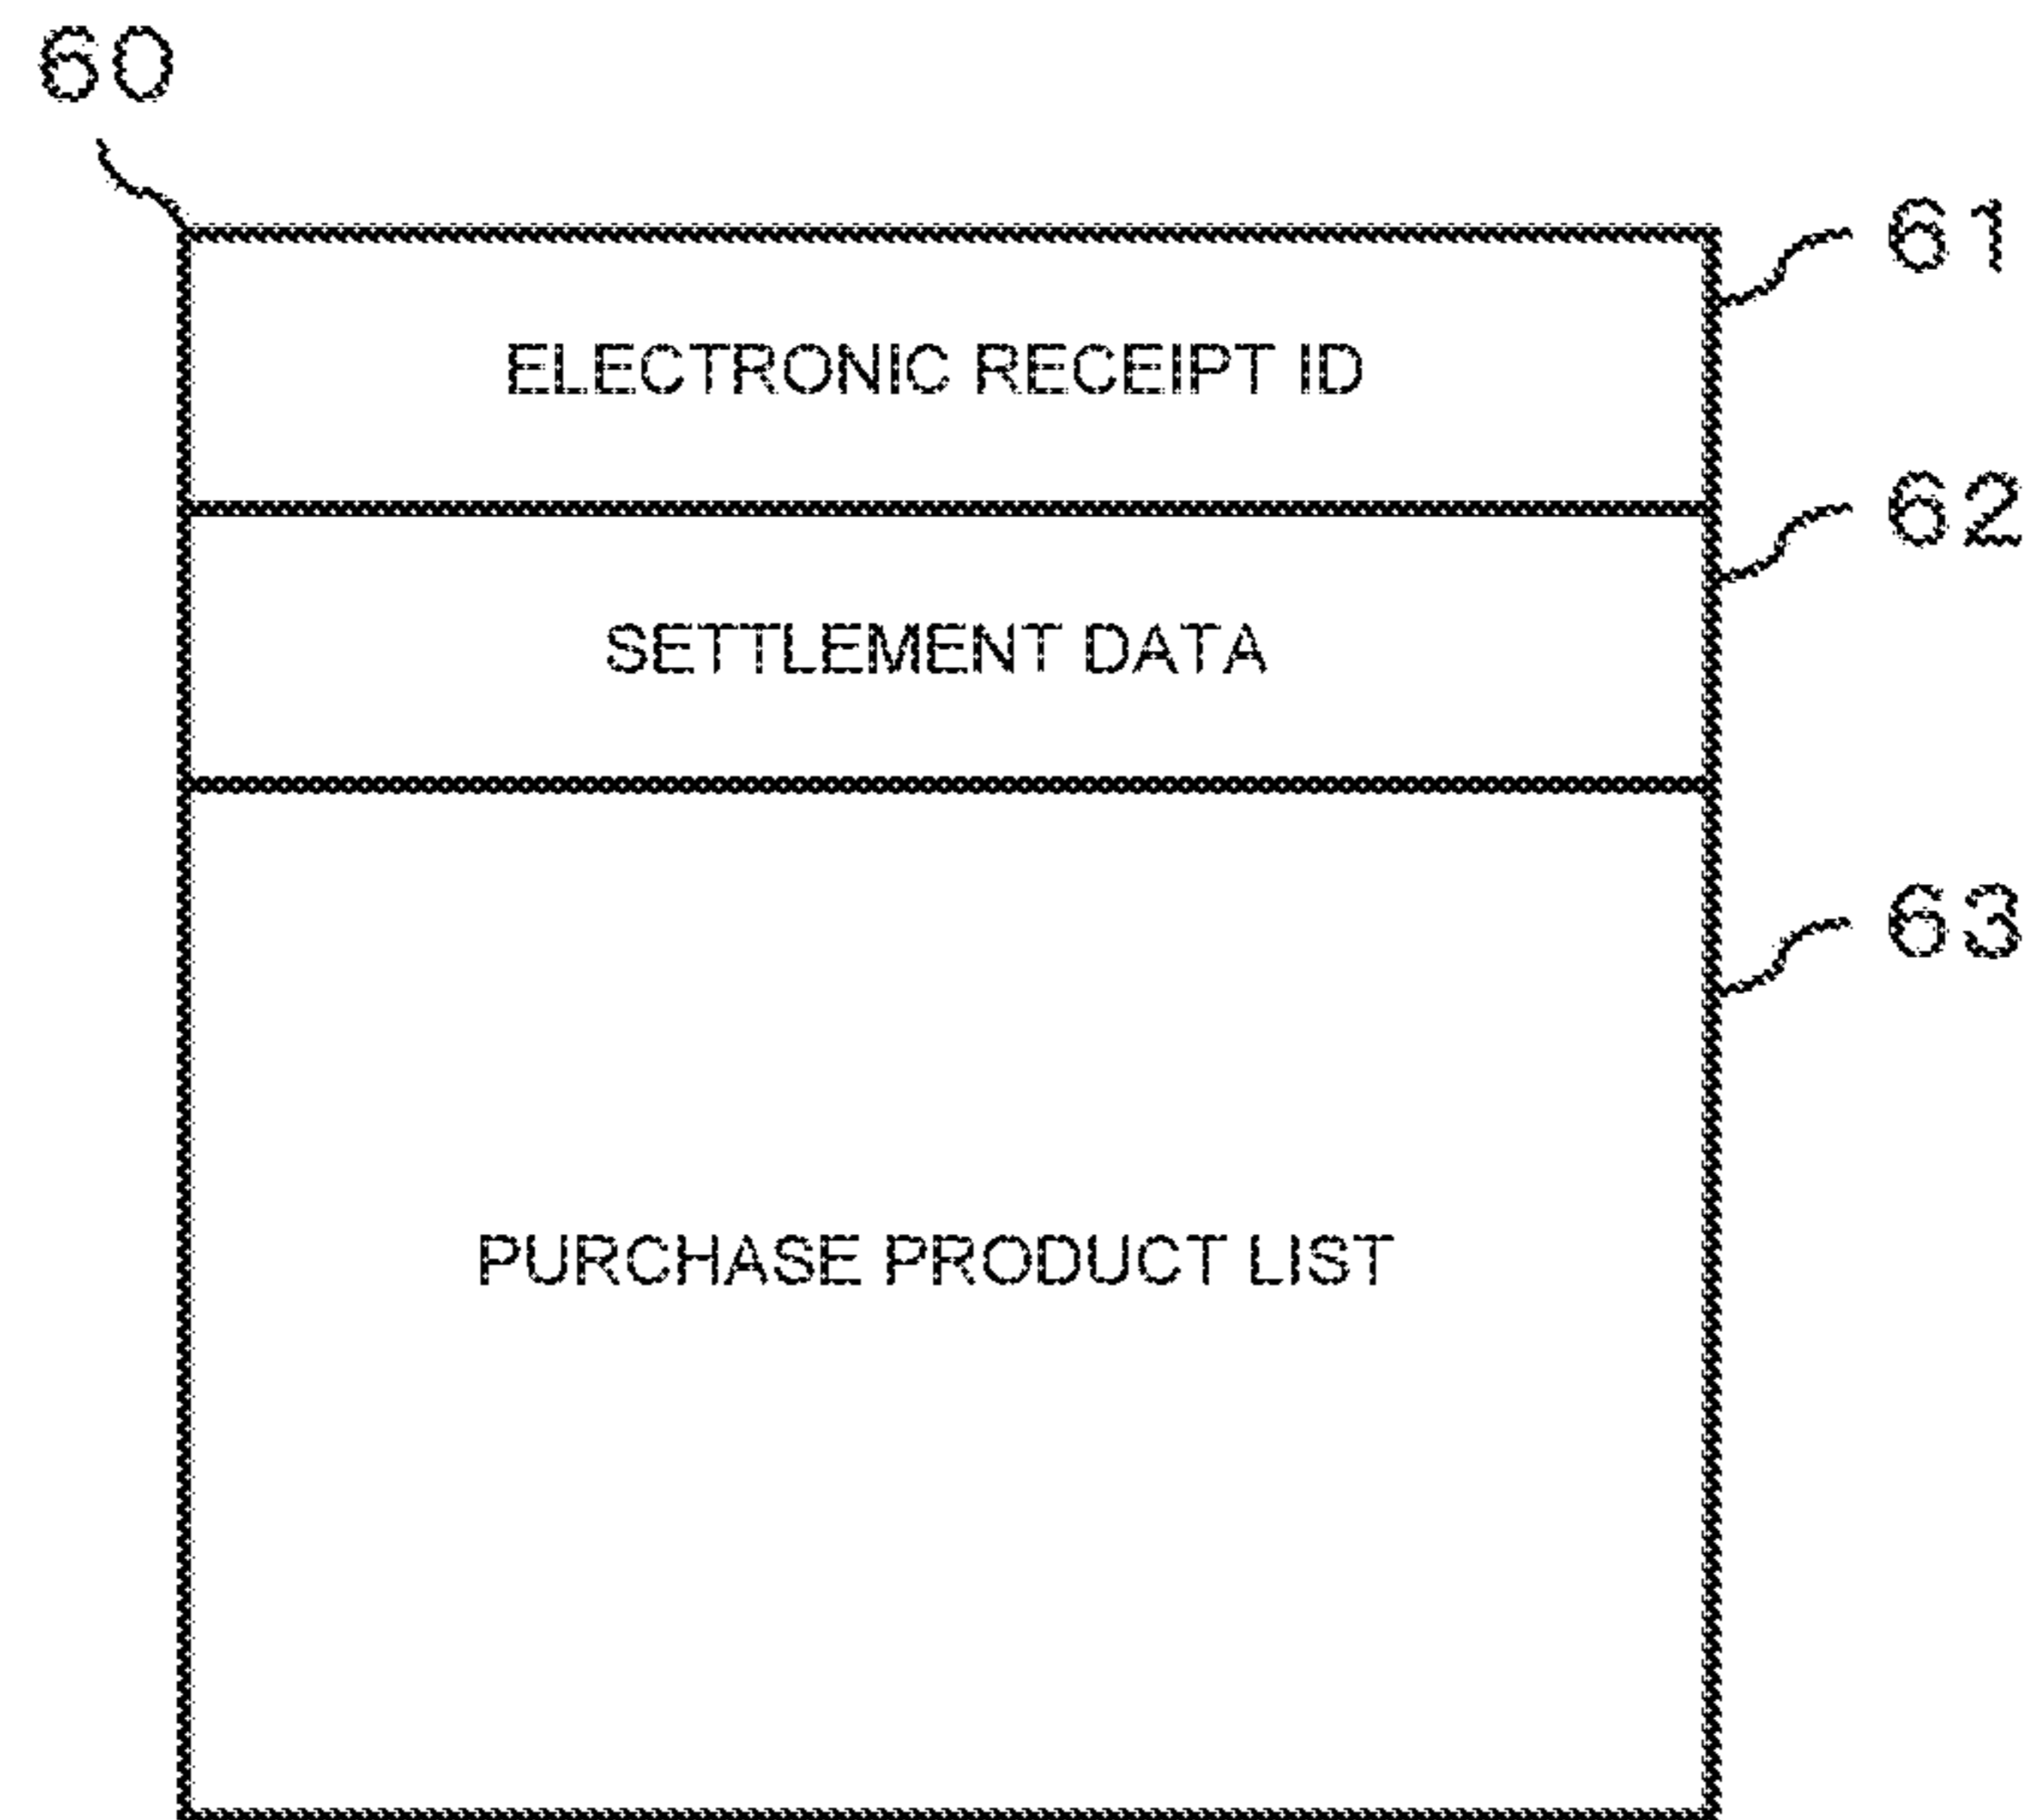 60
61
ELECTRONIC RECEIPT ID
62
SETTLEMENT DATA
63
PURCHASE PRODUCT LIST